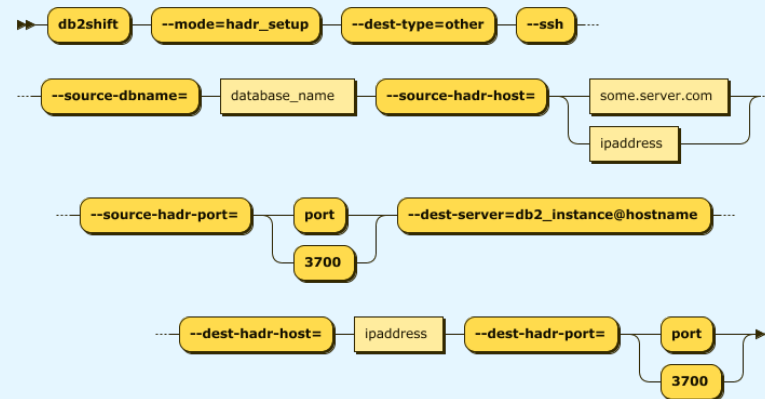 db2shift --mode=hadr_setup --dest-type=other --ssh
--source-dbname= database_name --source-hadr-host= some.server.com
ipaddress
--source-hadr-port= port --dest-server=db2_instance@hostname
3700
--dest-hadr-host= ipaddress --dest-hadr-port= port
3700